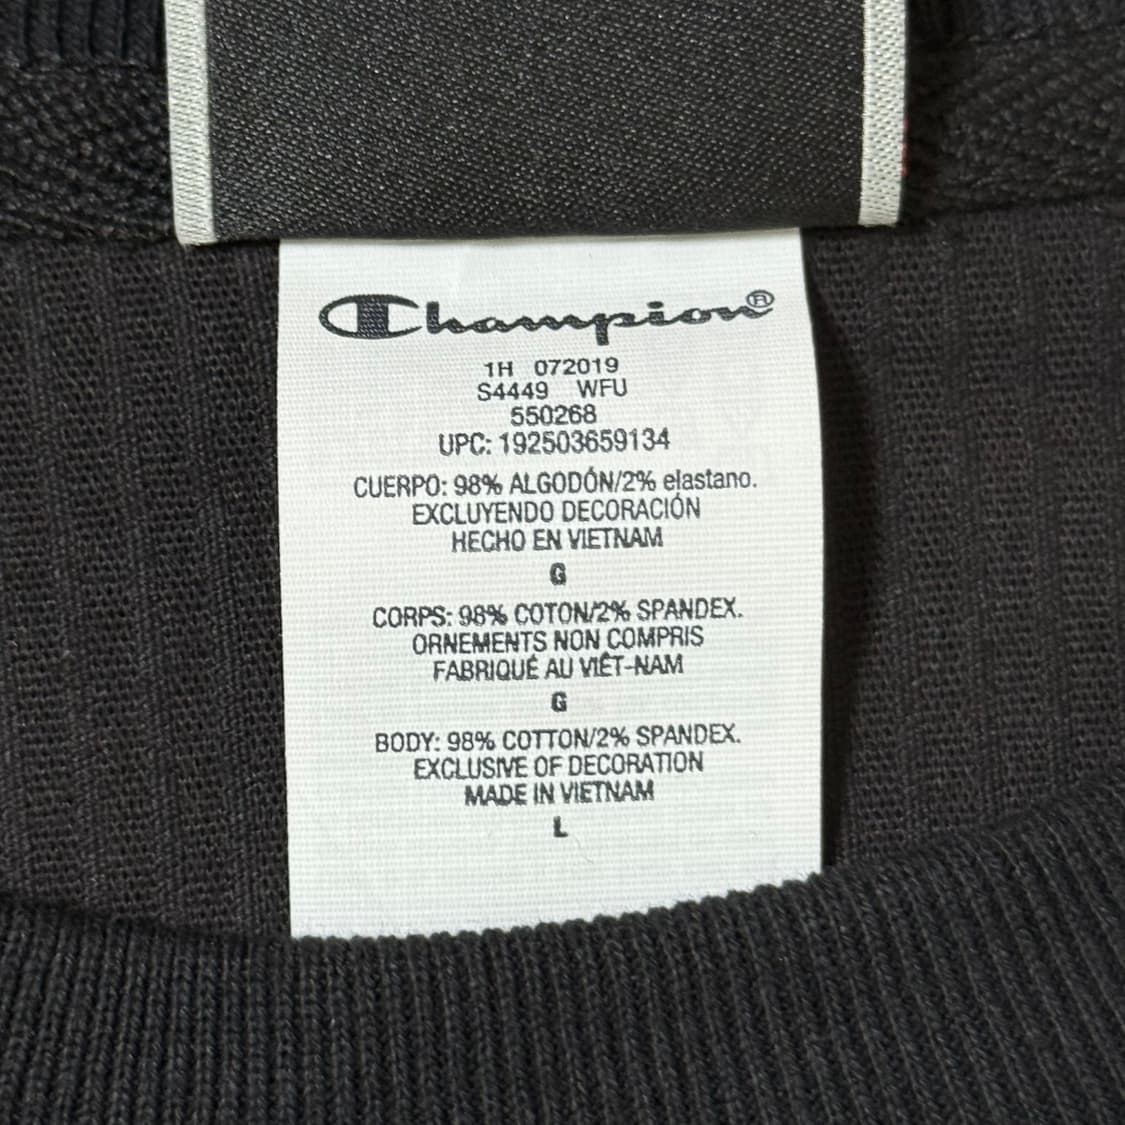 Champion®
1H 072019
S4449 WFU
550268
UPC: 192503659134
CUERPO: 98% ALGODÓN/2% elastano.
EXCLUYENDO DECORACIÓN
HECHO EN VIETNAM
G
CORPS: 98% COTON/2% SPANDEX.
ORNEMENTS NON COMPRIS
FABRIQUÉ AU VIÊT-NAM
G
BODY: 98% COTTON/2% SPANDEX.
EXCLUSIVE OF DECORATION
MADE IN VIETNAM
L